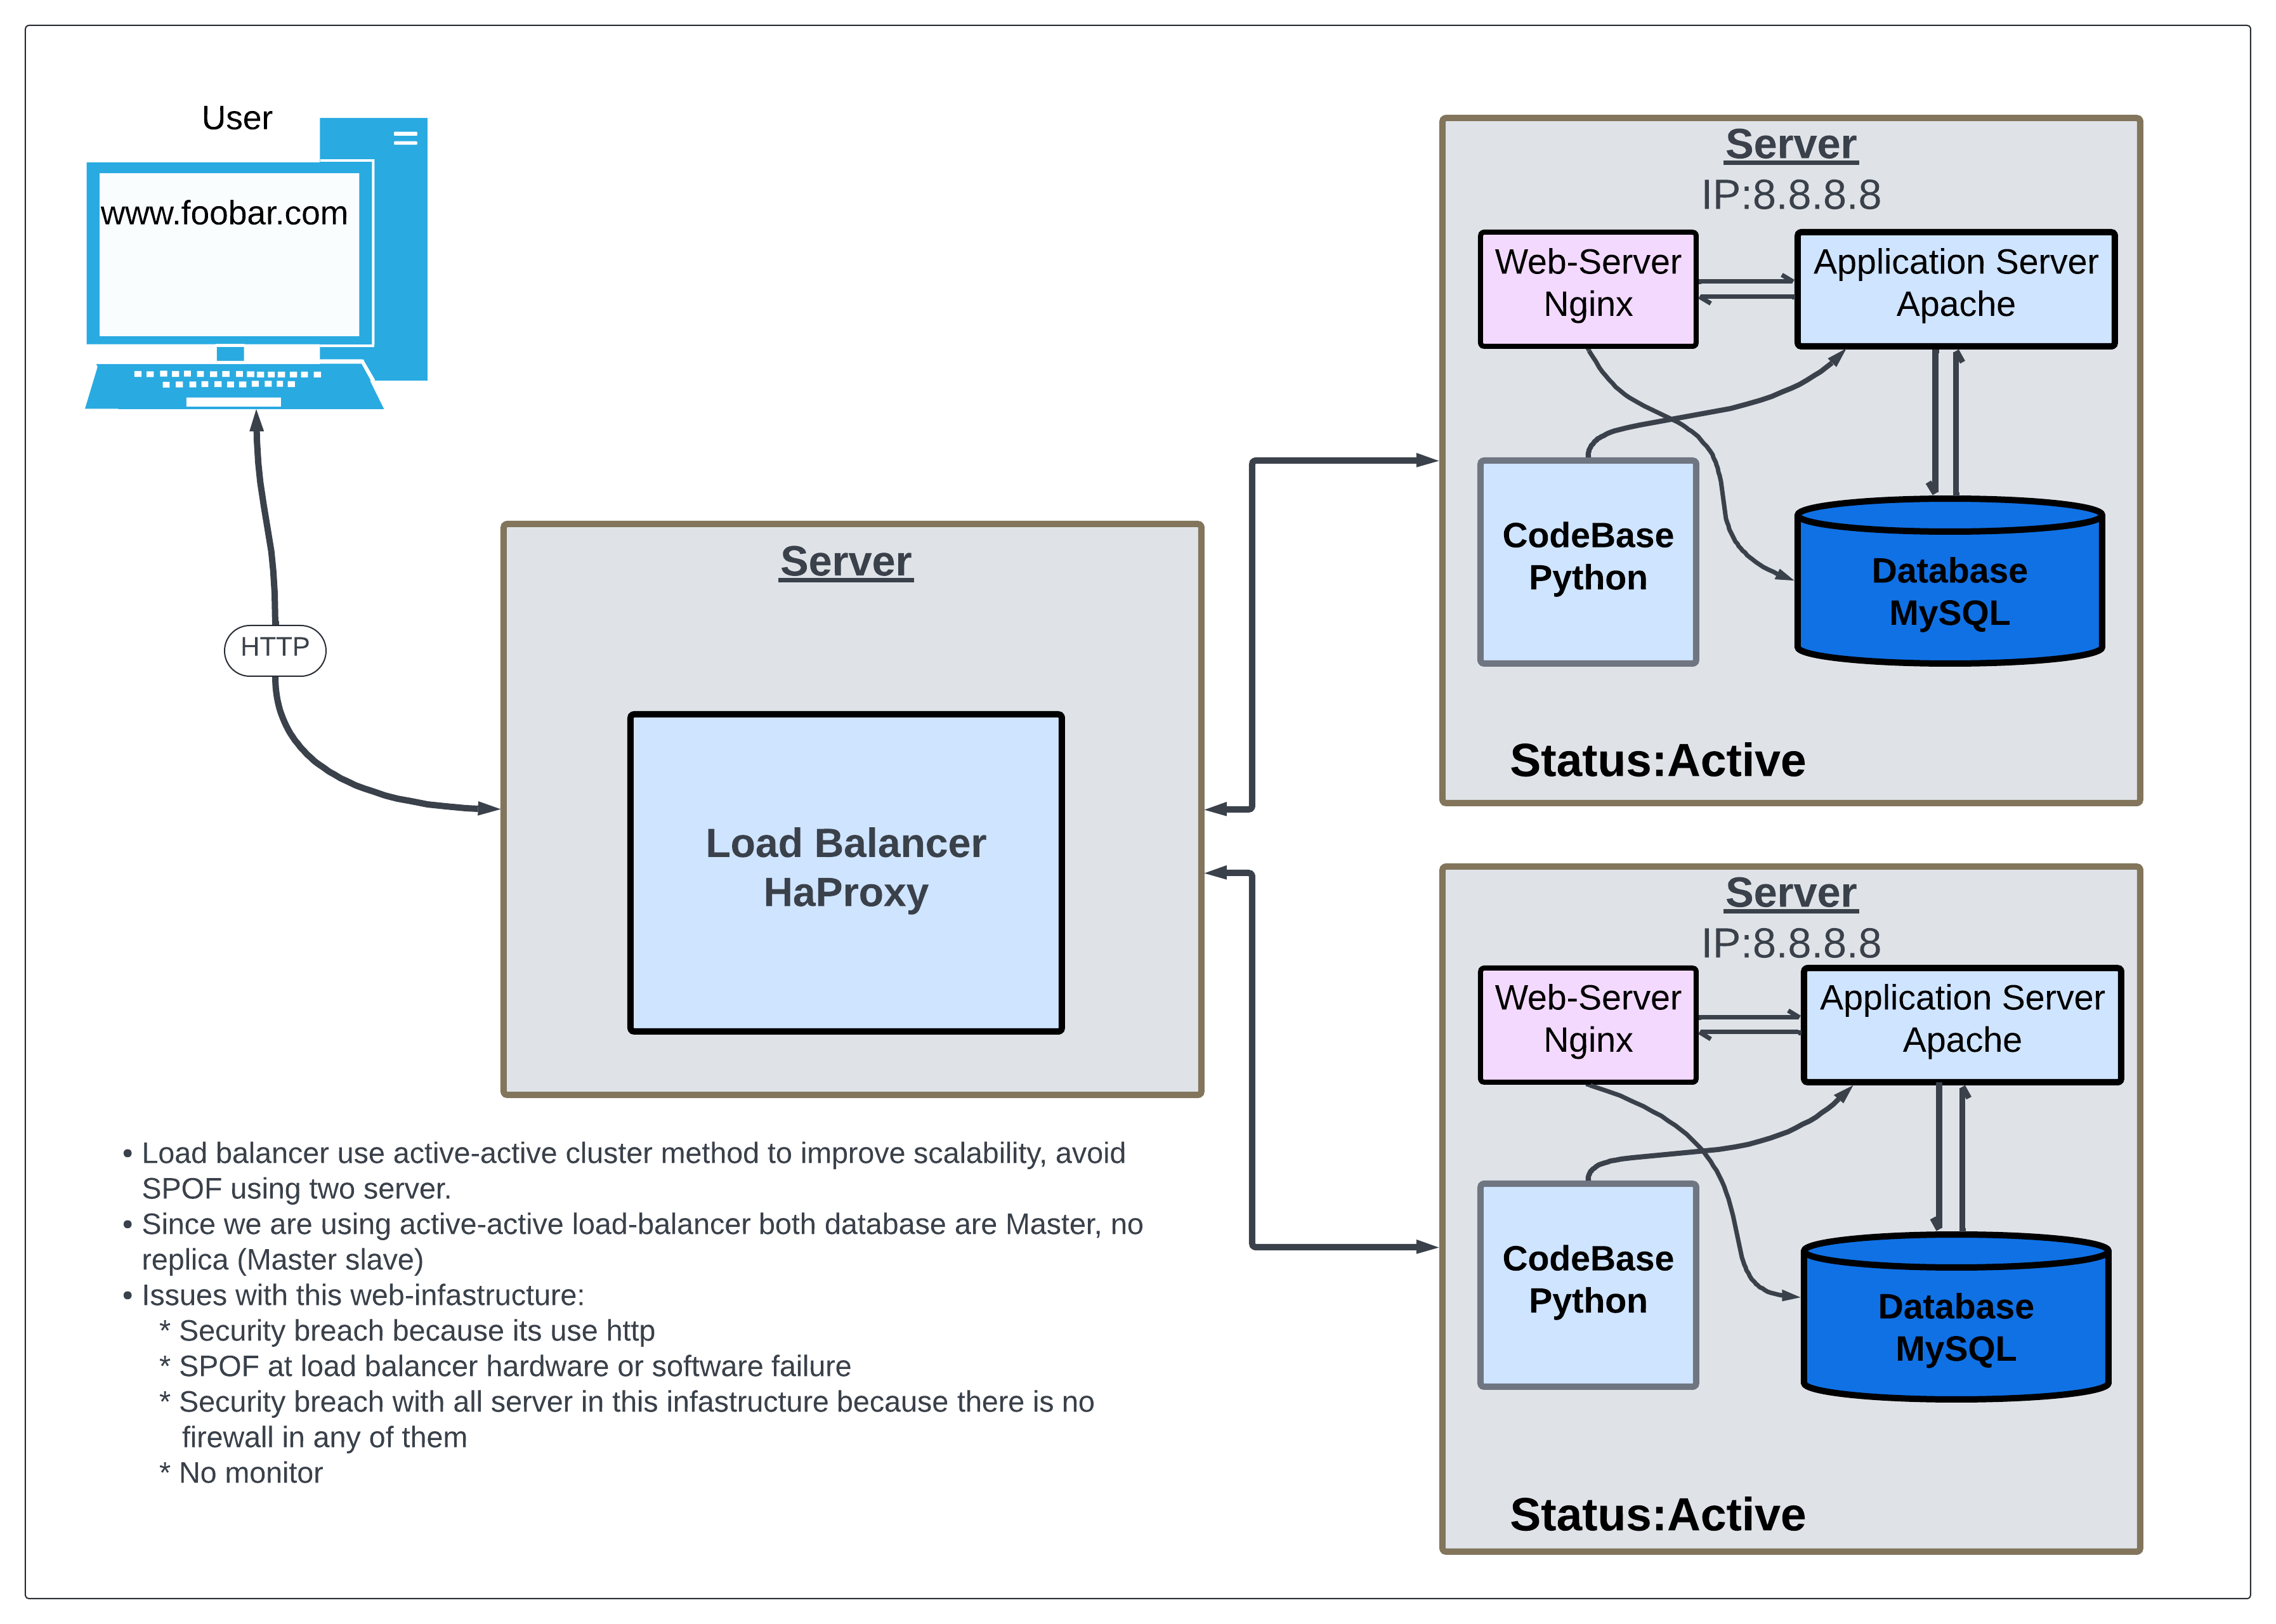 User
www.foobar.com
HTTP
Server
Load Balancer
HaProxy
Server
IP:8.8.8.8
Web-Server
Nginx
Application Server
Apache
CodeBase
Python
Database
MySQL
Status:Active
Server
IP:8.8.8.8
Web-Server
Nginx
Application Server
Apache
CodeBase
Python
Database
MySQL
Status:Active
• Load balancer use active-active cluster method to improve scalability, avoid
SPOF using two server.
• Since we are using active-active load-balancer both database are Master, no
replica (Master slave)
• Issues with this web-infastructure:
* Security breach because its use http
* SPOF at load balancer hardware or software failure
* Security breach with all server in this infastructure because there is no
firewall in any of them
* No monitor